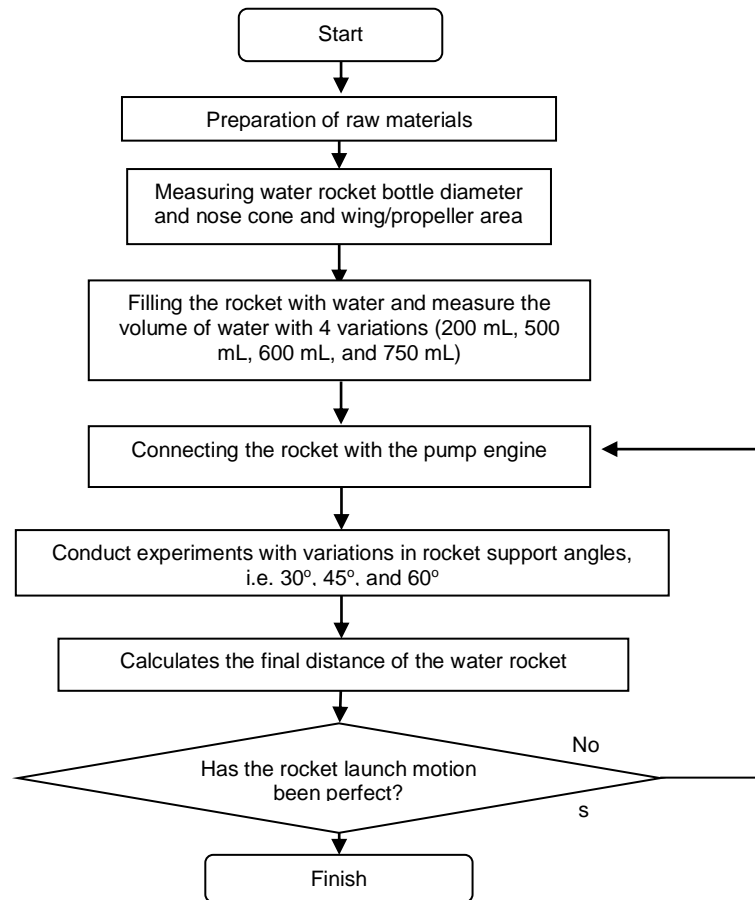 Start
Preparation of raw materials
Measuring water rocket bottle diameter
and nose cone and wing/propeller area
Filling the rocket with water and measure the
volume of water with 4 variations (200 mL, 500
mL, 600 mL, and 750 mL)
Connecting the rocket with the pump engine
Conduct experiments with variations in rocket support angles,
i.e. 30º, 45º, and 60º
Calculates the final distance of the water rocket
No
Has the rocket launch motion
been perfect?
s
Finish